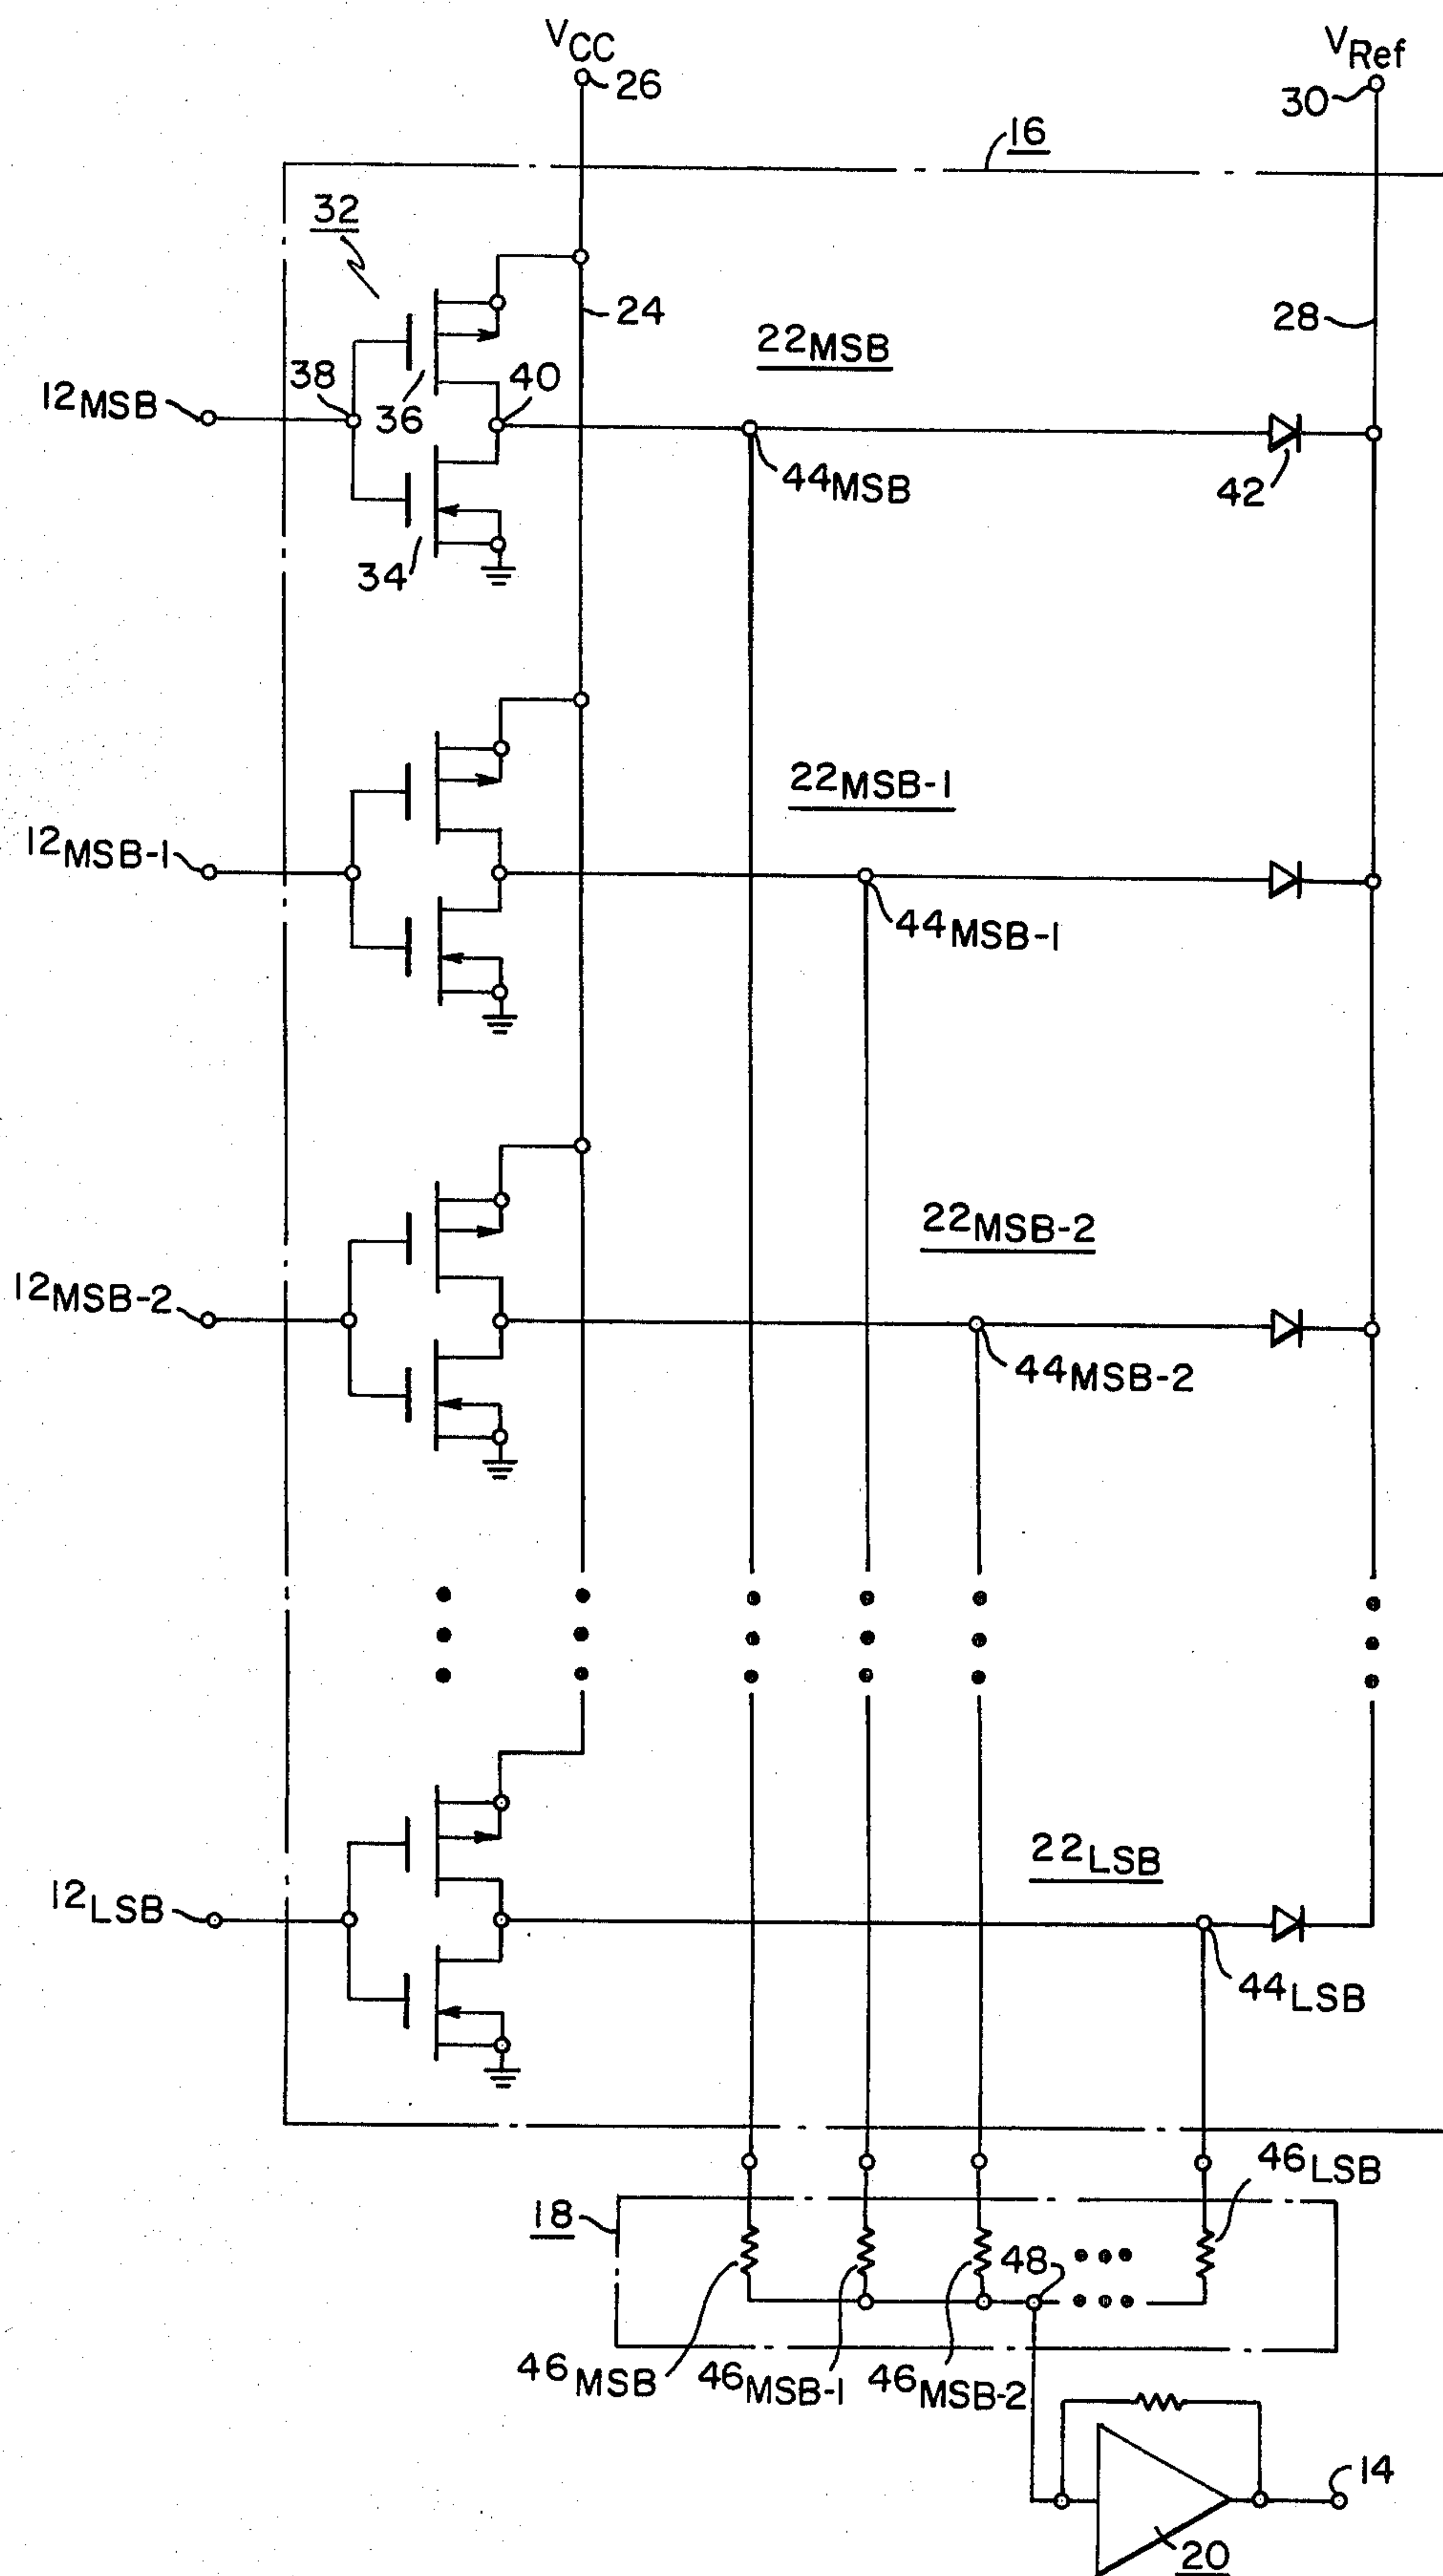 VCC
26
VRef
30
16
32
24
28
22MSB
38
36
40
12MSB
44MSB
42
34
22MSB-1
12MSB-1
44MSB-1
22MSB-2
12MSB-2
44MSB-2
22LSB
12LSB
44LSB
46LSB
18
48
46MSB
46MSB-1
46MSB-2
14
20